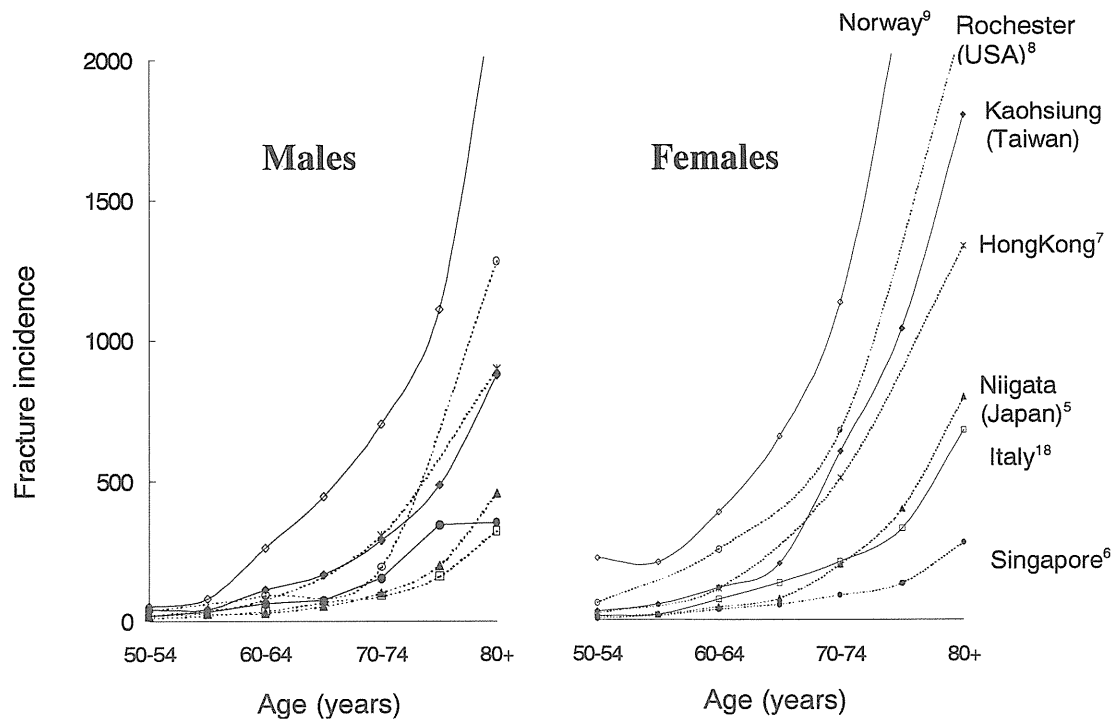 Norway⁹
Rochester
(USA)⁸
Kaohsiung
(Taiwan)
HongKong⁷
Niigata
(Japan)⁵
Italy¹⁸
Singapore⁶
Males
Females
Fracture incidence
2000
1500
1000
500
0
50-54 60-64 70-74 80+
50-54 60-64 70-74 80+
Age (years)
Age (years)